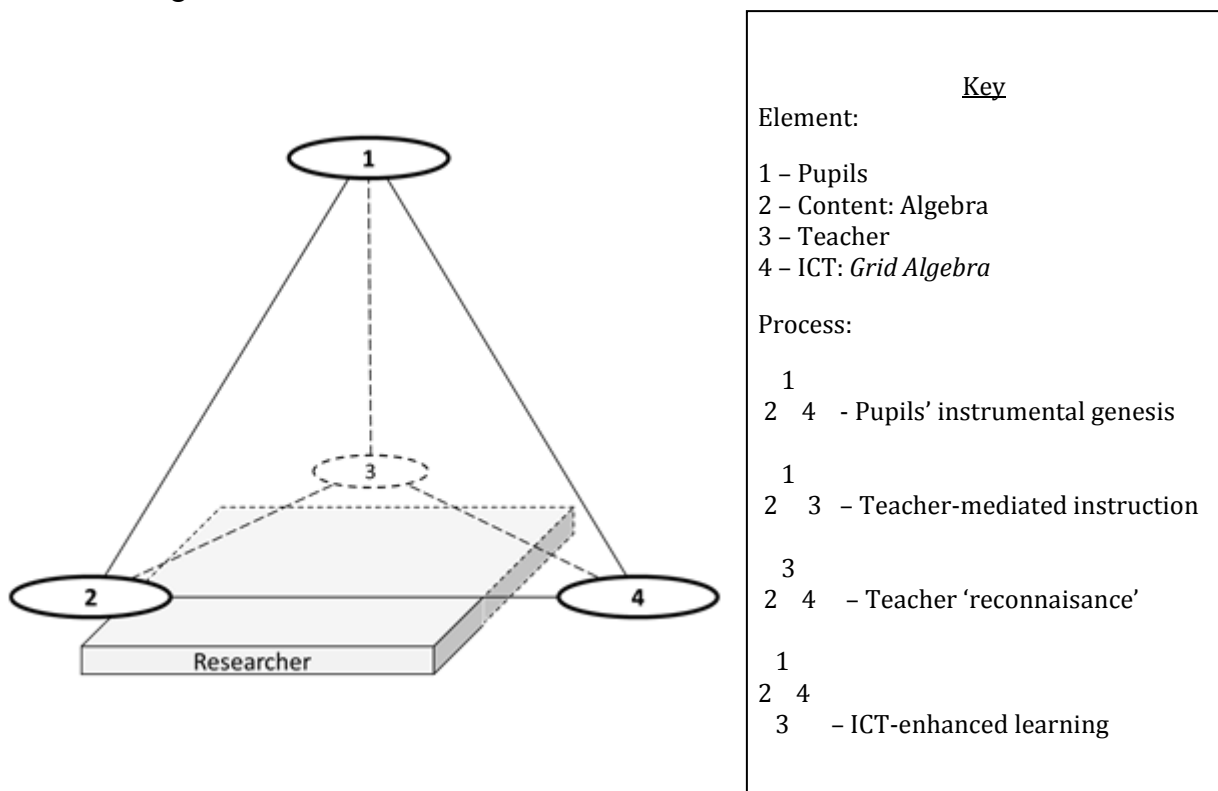 1
3
2
4
Researcher
Key
Element:
1 – Pupils
2 – Content: Algebra
3 – Teacher
4 – ICT: Grid Algebra
Process:
1
2 4 - Pupils’ instrumental genesis
1
2 3 – Teacher-mediated instruction
3
2 4 – Teacher ‘reconnaisance’
1
2 4
3 – ICT-enhanced learning